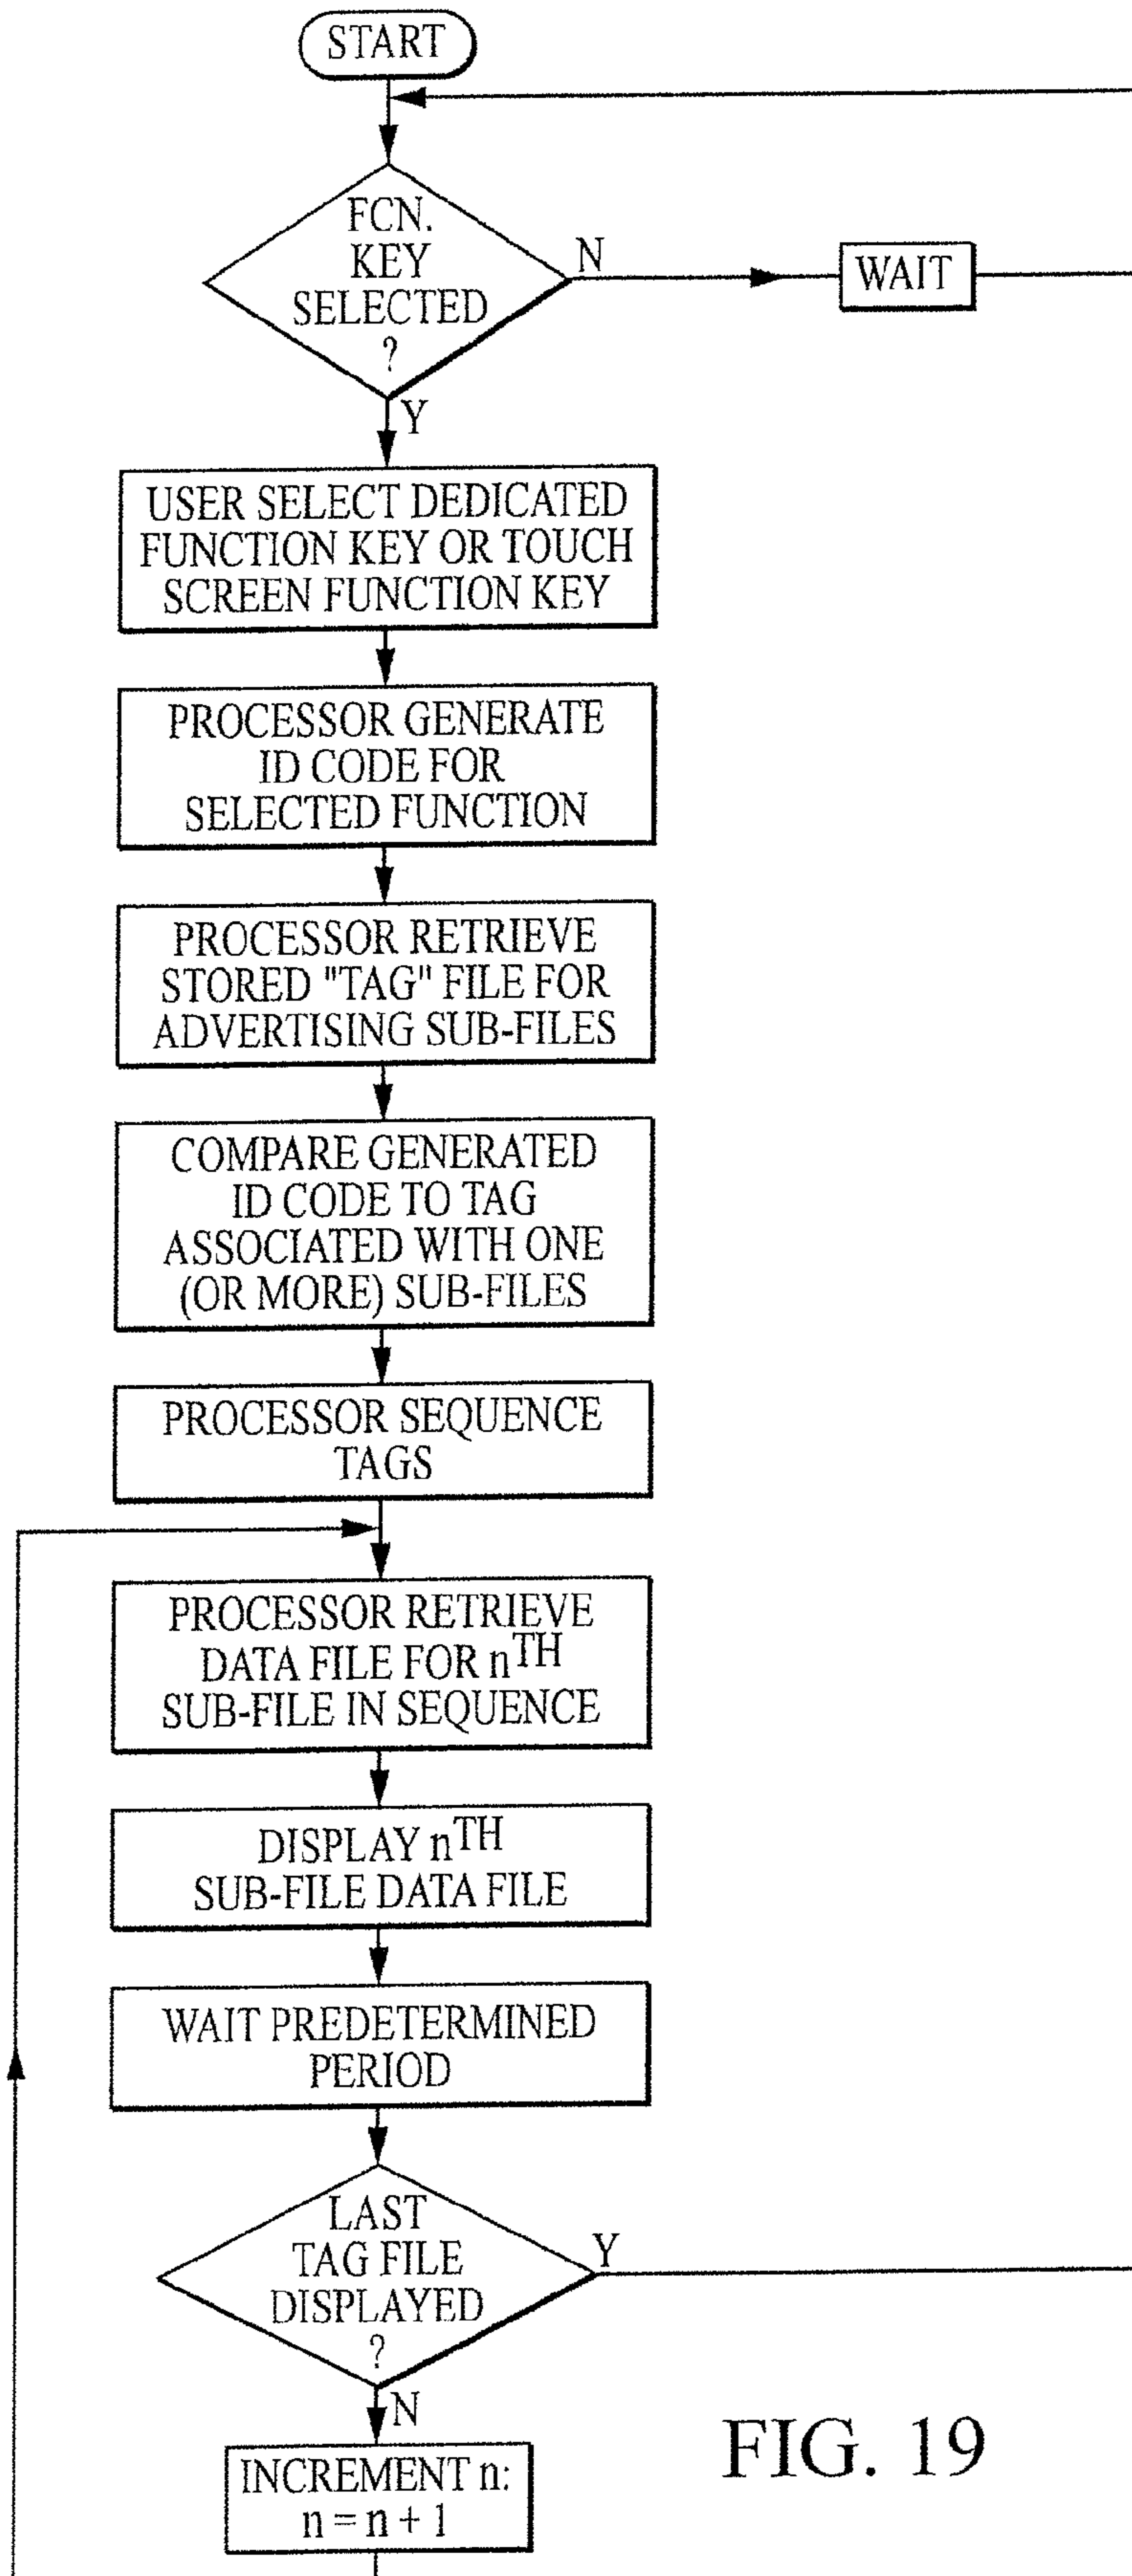 START
FCN.
KEY
SELECTED
?
N
WAIT
Y
USER SELECT DEDICATED
FUNCTION KEY OR TOUCH
SCREEN FUNCTION KEY
PROCESSOR GENERATE
ID CODE FOR
SELECTED FUNCTION
PROCESSOR RETRIEVE
STORED "TAG" FILE FOR
ADVERTISING SUB-FILES
COMPARE GENERATED
ID CODE TO TAG
ASSOCIATED WITH ONE
(OR MORE) SUB-FILES
PROCESSOR SEQUENCE
TAGS
PROCESSOR RETRIEVE
DATA FILE FOR nTH
SUB-FILE IN SEQUENCE
DISPLAY nTH
SUB-FILE DATA FILE
WAIT PREDETERMINED
PERIOD
LAST
TAG FILE
DISPLAYED
?
Y
N
INCREMENT n:
n = n + 1
FIG. 19